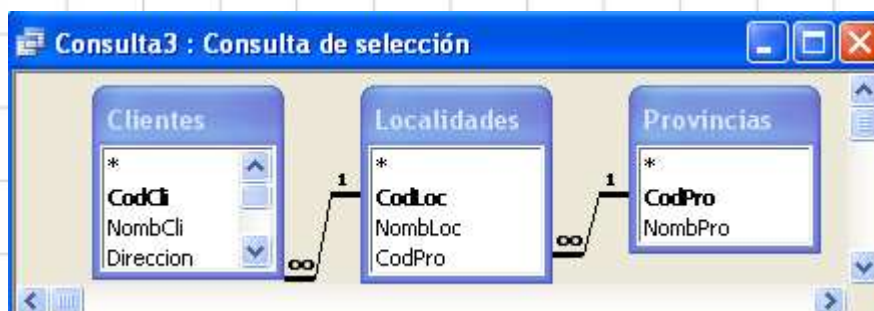 Consulta3 : Consulta de selección
Clientes
*
CodCli
NombCli
Direccion
1
∞
Localidades
*
CodLoc
NombLoc
CodPro
1
∞
Provincias
*
CodPro
NombPro